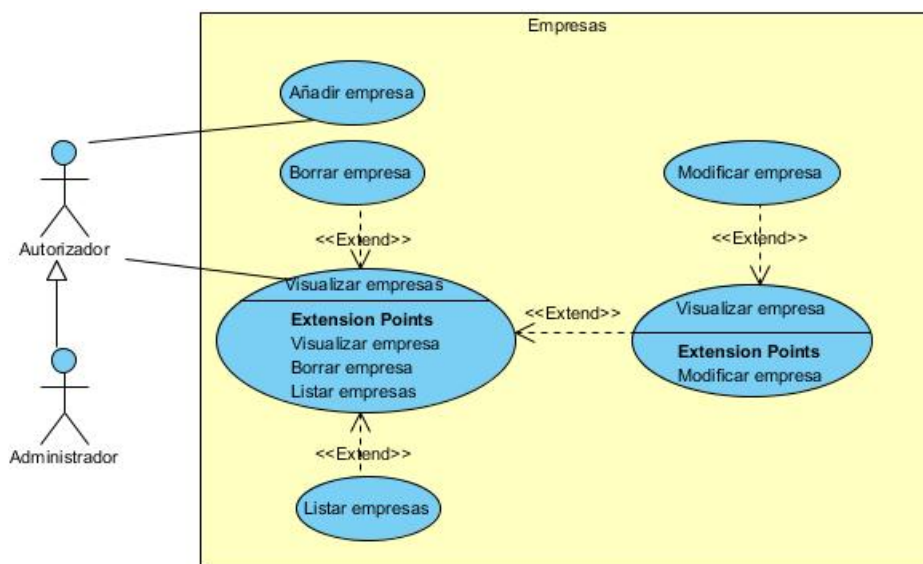 Empresas
Añadir empresa
Borrar empresa
Modificar empresa
Autorizador
<<Extend>>
<<Extend>>
Visualizar empresas
Extension Points
Visualizar empresa
Borrar empresa
Listar empresas
<<Extend>>
Visualizar empresa
Extension Points
Modificar empresa
Administrador
<<Extend>>
Listar empresas